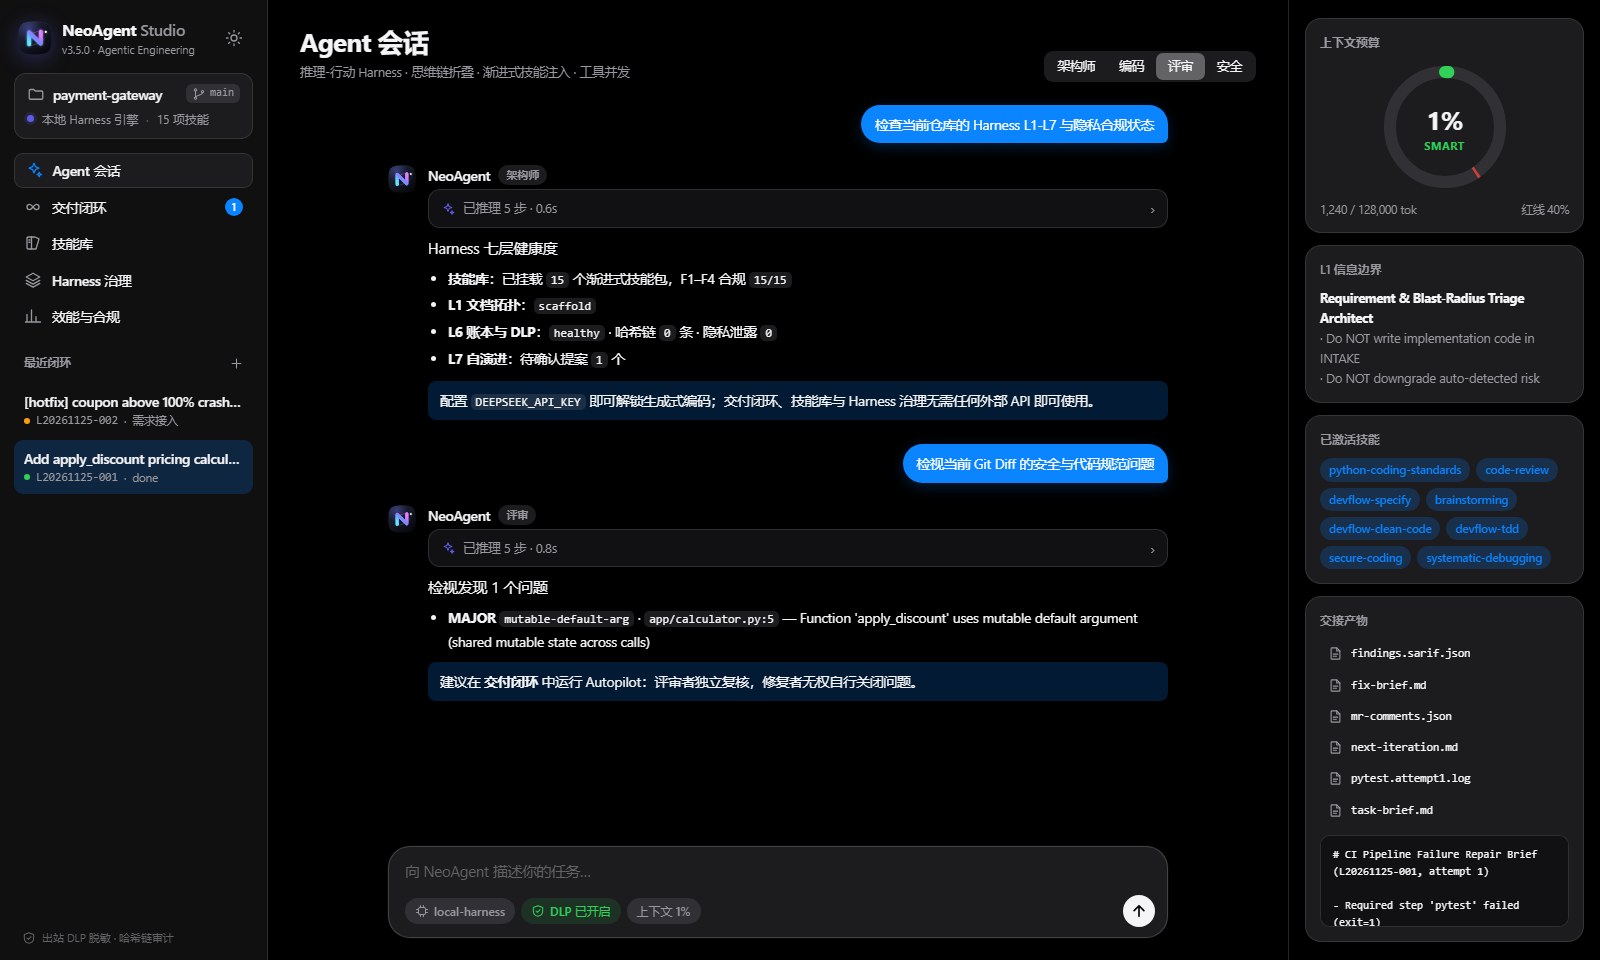 NeoAgent Studio
v3.5.0 · Agentic Engineering
payment-gateway
main
本地 Harness 引擎 · 15 项技能
Agent 会话
交付闭环
1
技能库
Harness 治理
效能与合规
最近闭环
[hotfix] coupon above 100% crash...
L20261125-002 · 需求接入
Add apply_discount pricing calcul...
L20261125-001 · done
出站 DLP 脱敏 · 哈希链审计
Agent 会话
推理-行动 Harness · 思维链折叠 · 渐进式技能注入 · 工具并发
架构师 编码 评审 安全
检查当前仓库的 Harness L1-L7 与隐私合规状态
NeoAgent 架构师
已推理 5 步 · 0.6s
Harness 七层健康度
• 技能库：已挂载 15 个渐进式技能包，F1–F4 合规 15/15
• L1 文档拓扑： scaffold
• L6 账本与 DLP： healthy · 哈希链 0 条 · 隐私泄露 0
• L7 自演进：待确认提案 1 个
配置 DEEPSEEK_API_KEY 即可解锁生成式编码；交付闭环、技能库与 Harness 治理无需任何外部 API 即可使用。
检视当前 Git Diff 的安全与代码规范问题
NeoAgent 评审
已推理 5 步 · 0.8s
检视发现 1 个问题
• MAJOR mutable-default-arg · app/calculator.py:5 — Function 'apply_discount' uses mutable default argument
(shared mutable state across calls)
建议在 交付闭环 中运行 Autopilot：评审者独立复核，修复者无权自行关闭问题。
向 NeoAgent 描述你的任务...
local-harness
DLP 已开启
上下文 1%
上下文预算
1%
SMART
1,240 / 128,000 tok
红线 40%
L1 信息边界
Requirement & Blast-Radius Triage
Architect
· Do NOT write implementation code in
INTAKE
· Do NOT downgrade auto-detected risk
已激活技能
python-coding-standards code-review
devflow-specify brainstorming
devflow-clean-code devflow-tdd
secure-coding systematic-debugging
交接产物
findings.sarif.json
fix-brief.md
mr-comments.json
next-iteration.md
pytest.attempt1.log
task-brief.md
# CI Pipeline Failure Repair Brief
(L20261125-001, attempt 1)
- Required step 'pytest' failed
(exit=1)